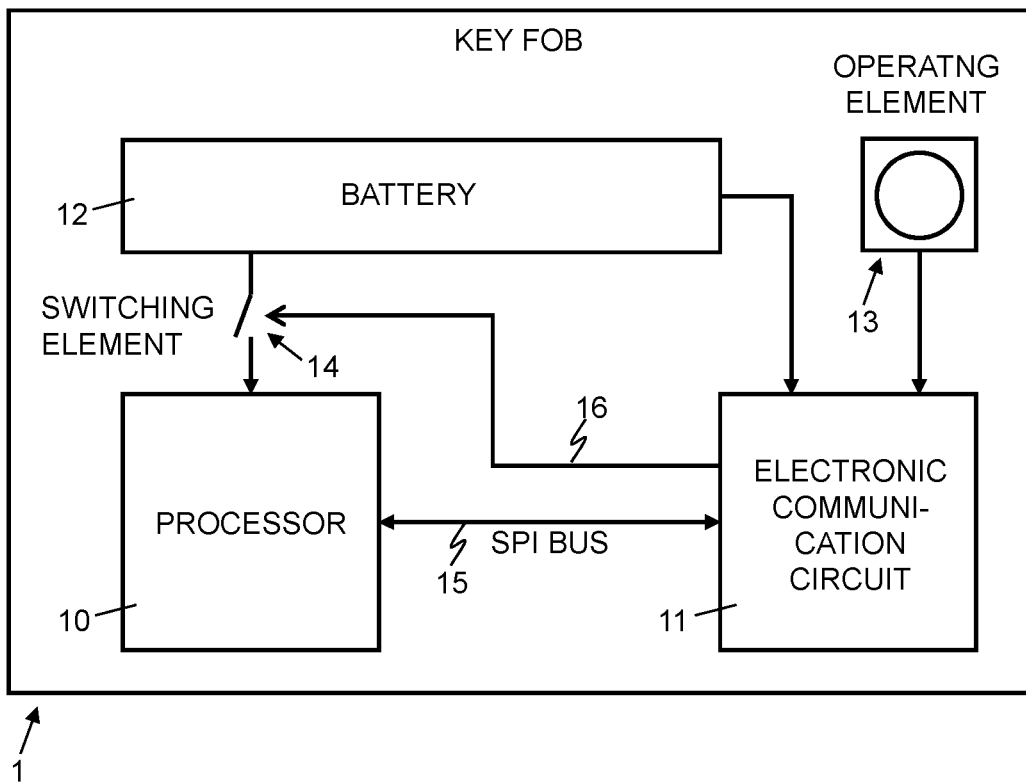 KEY FOB
OPERATNG
ELEMENT
BATTERY
12
13
SWITCHING
ELEMENT
14
16
PROCESSOR
SPI BUS
15
ELECTRONIC
COMMUNI-
CATION
CIRCUIT
10
11
1